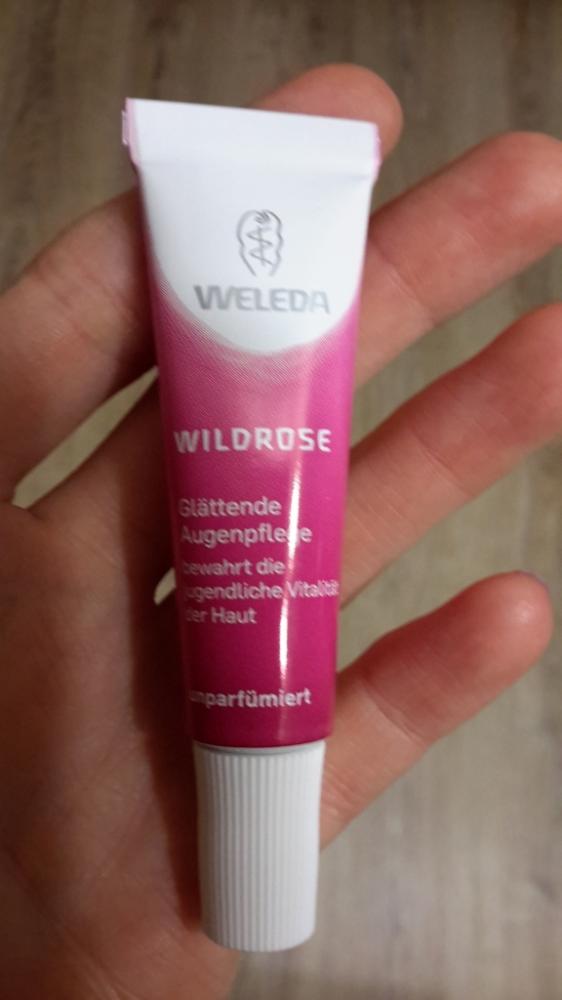 WELEDA
WILDROSE
Glättende
Augenpflege
bewahrt die
jugendliche Vitalität
der Haut
unparfümiert